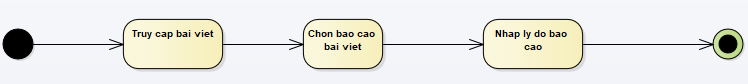 Truy cap bai viet
Chon bao cao
bai viet
Nhap ly do bao
cao